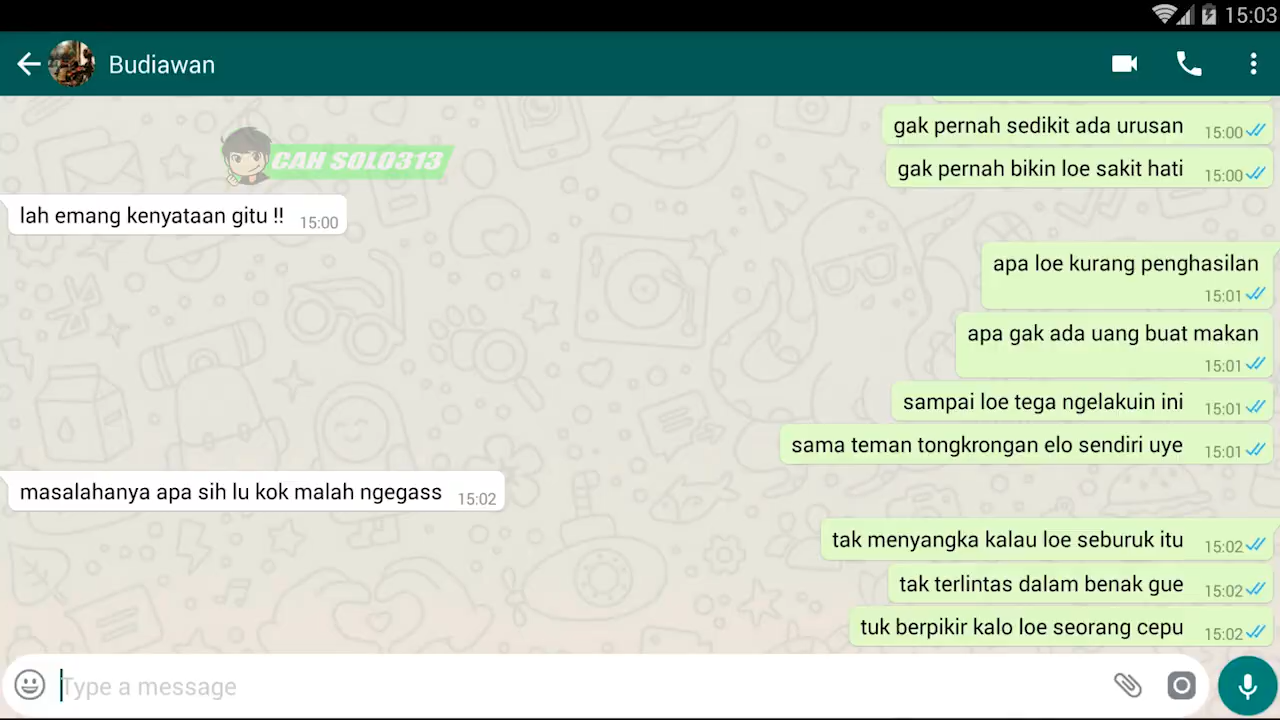 15:03
Budiawan
gak pernah sedikit ada urusan 15:00
CAH SOLO313
gak pernah bikin loe sakit hati 15:00
lah emang kenyataan gitu !! 15:00
apa loe kurang penghasilan
15:01
apa gak ada uang buat makan
15:01
sampai loe tega ngelakuin ini 15:01
sama teman tongkrongan elo sendiri uye 15:01
masalahanya apa sih lu kok malah ngegass 15:02
tak menyangka kalau loe seburuk itu 15:02
tak terlintas dalam benak gue 15:02
tuk berpikir kalo loe seorang cepu 15:02
Type a message